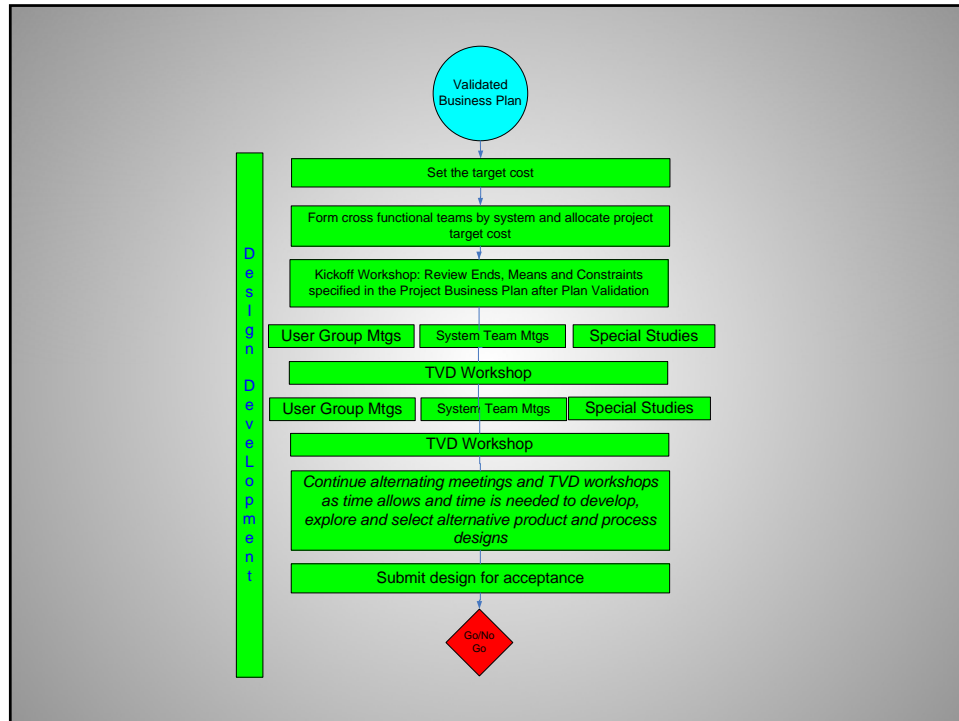 Validated
Business Plan
Set the target cost
Form cross functional teams by system and allocate project
target cost
Kickoff Workshop: Review Ends, Means and Constraints
specified in the Project Business Plan after Plan Validation
User Group Mtgs
System Team Mtgs
Special Studies
TVD Workshop
User Group Mtgs
System Team Mtgs
Special Studies
TVD Workshop
Continue alternating meetings and TVD workshops
as time allows and time is needed to develop,
explore and select alternative product and process
designs
Submit design for acceptance
Go/No
Go
D
e
s
I
g
n
D
e
v
e
L
o
p
m
e
n
t